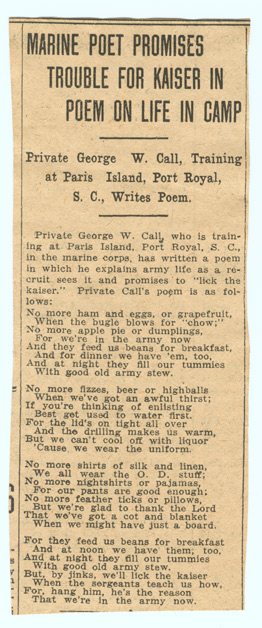 MARINE POET PROMISES
TROUBLE FOR KAISER IN
POEM ON LIFE IN CAMP
Private George W. Call, Training
at Paris Island, Port Royal,
S. C., Writes Poem.
Private George W. Call, who is train-
ing at Paris Island, Port Royal, S. C.,
in the marine corps, has written a poem
in which he explains army life as a re-
cruit sees it and promises to "lick the
kaiser." Private Call's poem is as fol-
lows:
No more ham and eggs, or grapefruit,
When the bugle blows for "chow;"
No more apple pie or dumplings,
For we're in the army now
And they feed us beans for breakfast,
And for dinner we have 'em, too,
And at night they fill our tummies
With good old army stew.
No more fizzes, beer or highballs
When we've got an awful thirst;
If you're thinking of enlisting
Best get used to water first.
For the lid's on tight all over
And the drilling makes us warm,
But we can't cool off with liquor
'Cause we wear the uniform.
No more shirts of silk and linen,
We all wear the O. D. stuff;
No more nightshirts or pajamas,
For our pants are good enough;
No more feather ticks or pillows,
But we're glad to thank the Lord
That we've got a cot and blanket
When we might have just a board.
For they feed us beans for breakfast
And at noon we have them; too,
And at night they fill our tummies
With good old army stew.
But, by jinks, we'll lick the kaiser
When the sergeants teach us how,
For, hang him, he's the reason
That we're in the army now.